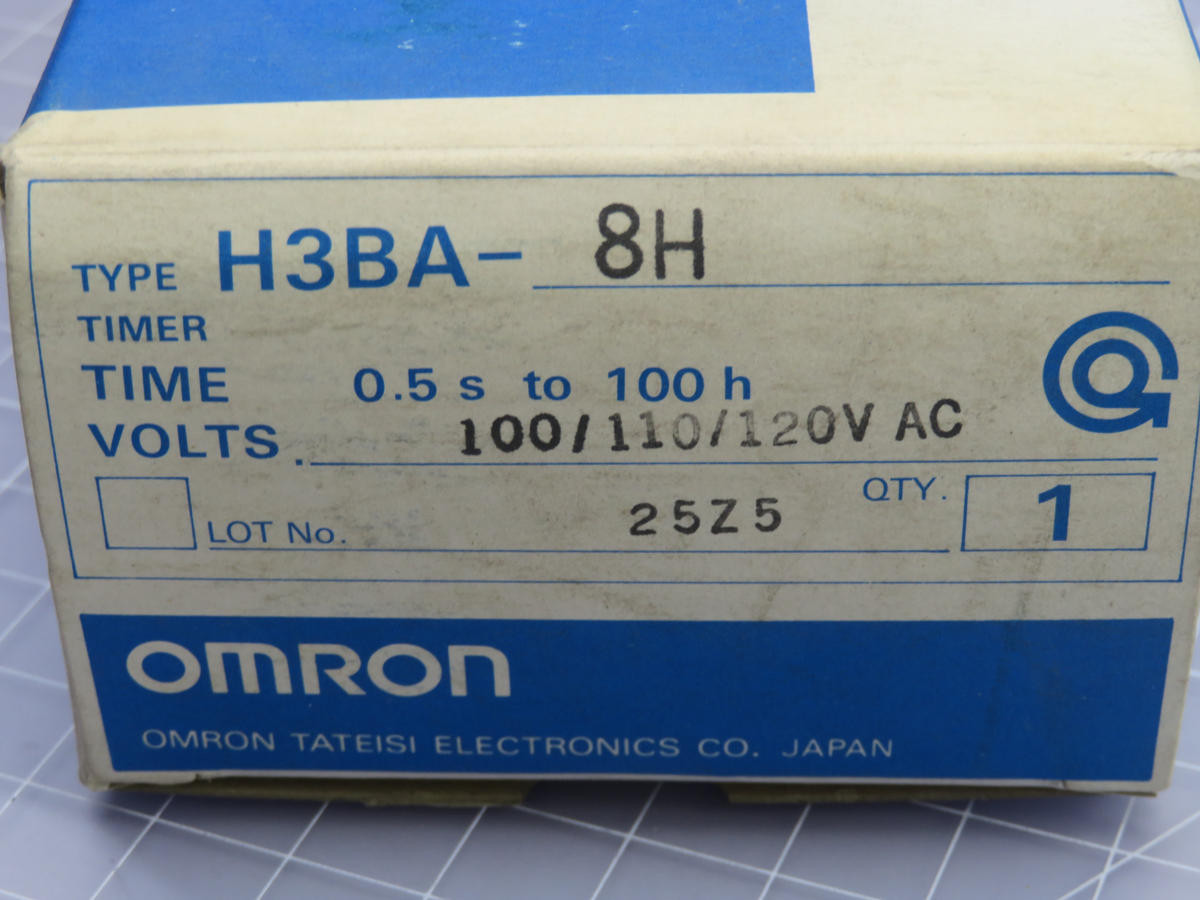 TYPE H3BA- 8H
TIMER
TIME 0.5 s to 100 h
VOLTS 100/110/120V AC
LOT No. 25Z5 QTY. 1
OMRON
OMRON TATEISI ELECTRONICS CO. JAPAN